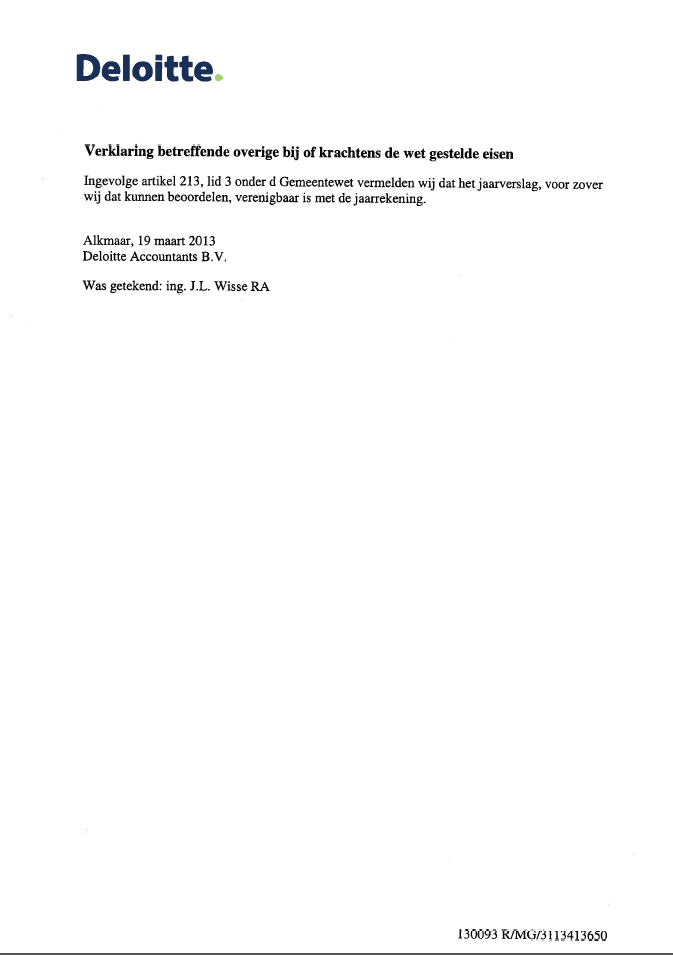 Deloitte.
Verklaring betreffende overige bij of krachtens de wet gestelde eisen
Ingevolge artikel 213, lid 3 onder d Gemeentewet vermelden wij dat het jaarverslag, voor zover
wij dat kunnen beoordelen, verenigbaar is met de jaarrekening.
Alkmaar, 19 maart 2013
Deloitte Accountants B.V.
Was getekend: ing. J.L. Wisse RA
130093 R/MG/3113413650